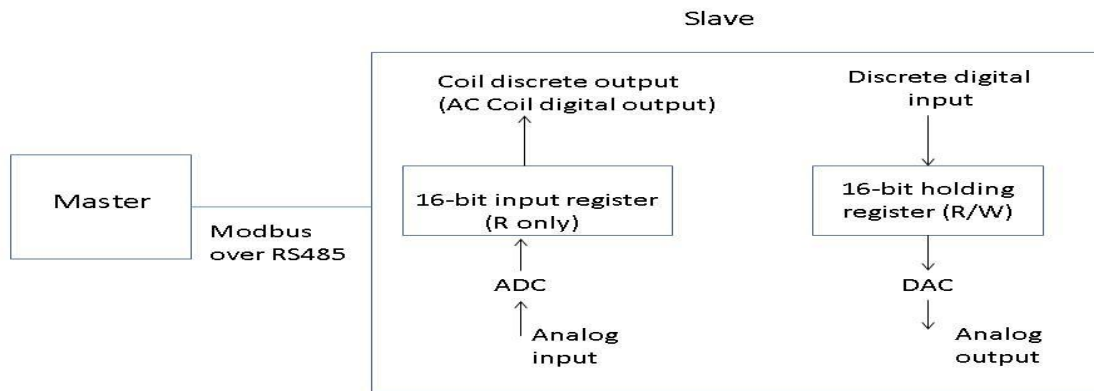 Slave
Coil discrete output
(AC Coil digital output)
Discrete digital
input
Master
16-bit input register
(R only)
16-bit holding
register (R/W)
Modbus
over RS485
ADC
DAC
Analog
input
Analog
output